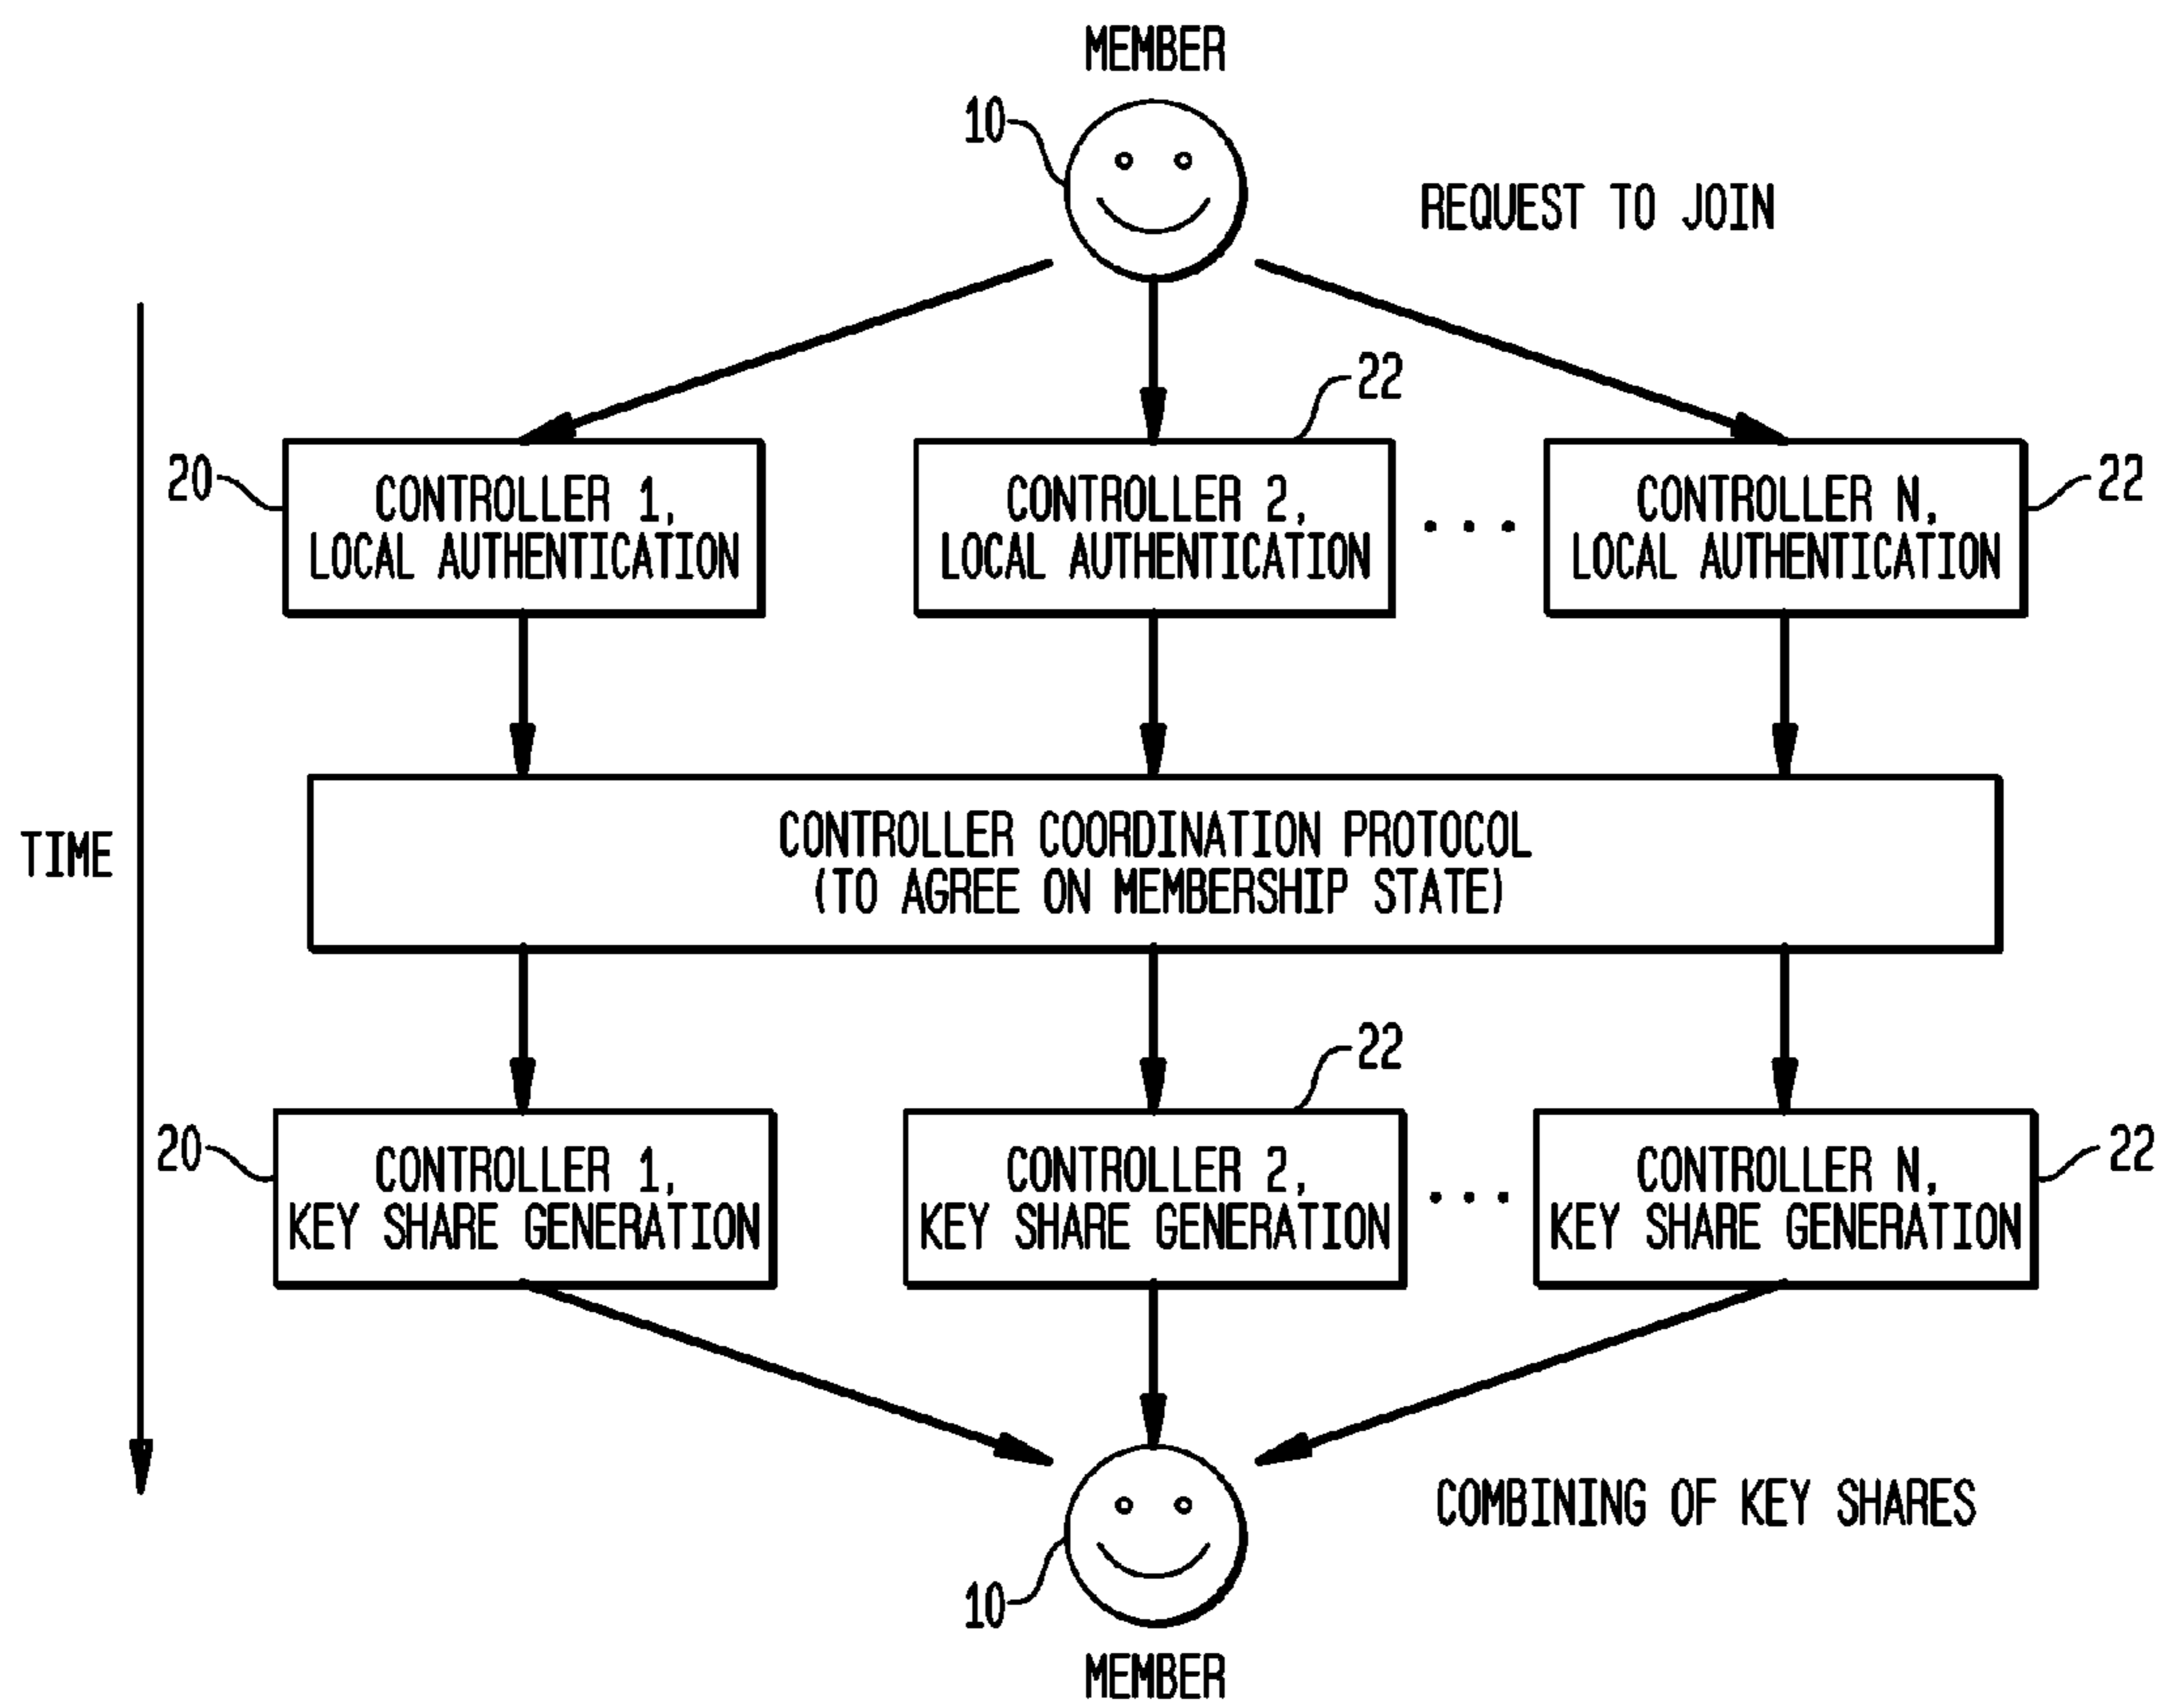 MEMBER
10
REQUEST TO JOIN
22
20
CONTROLLER 1,
LOCAL AUTHENTICATION
CONTROLLER 2,
LOCAL AUTHENTICATION
...
CONTROLLER N,
LOCAL AUTHENTICATION
22
TIME
CONTROLLER COORDINATION PROTOCOL
(TO AGREE ON MEMBERSHIP STATE)
22
20
CONTROLLER 1,
KEY SHARE GENERATION
CONTROLLER 2,
KEY SHARE GENERATION
...
CONTROLLER N,
KEY SHARE GENERATION
22
COMBINING OF KEY SHARES
10
MEMBER